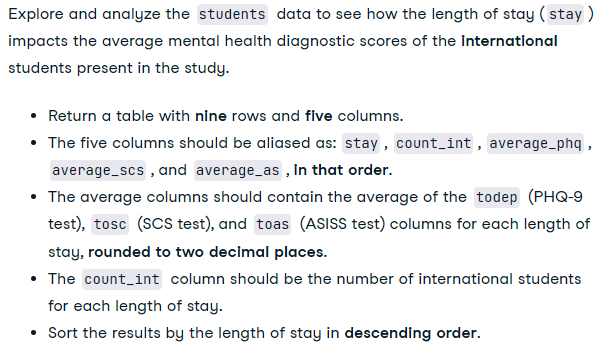 Explore and analyze the students data to see how the length of stay ( stay )
impacts the average mental health diagnostic scores of the international
students present in the study.
• Return a table with nine rows and five columns.
• The five columns should be aliased as: stay , count_int , average_phq ,
average_scs , and average_as , in that order.
• The average columns should contain the average of the todep (PHQ-9
test), tosc (SCS test), and toas (ASISS test) columns for each length of
stay, rounded to two decimal places.
• The count_int column should be the number of international students
for each length of stay.
• Sort the results by the length of stay in descending order.